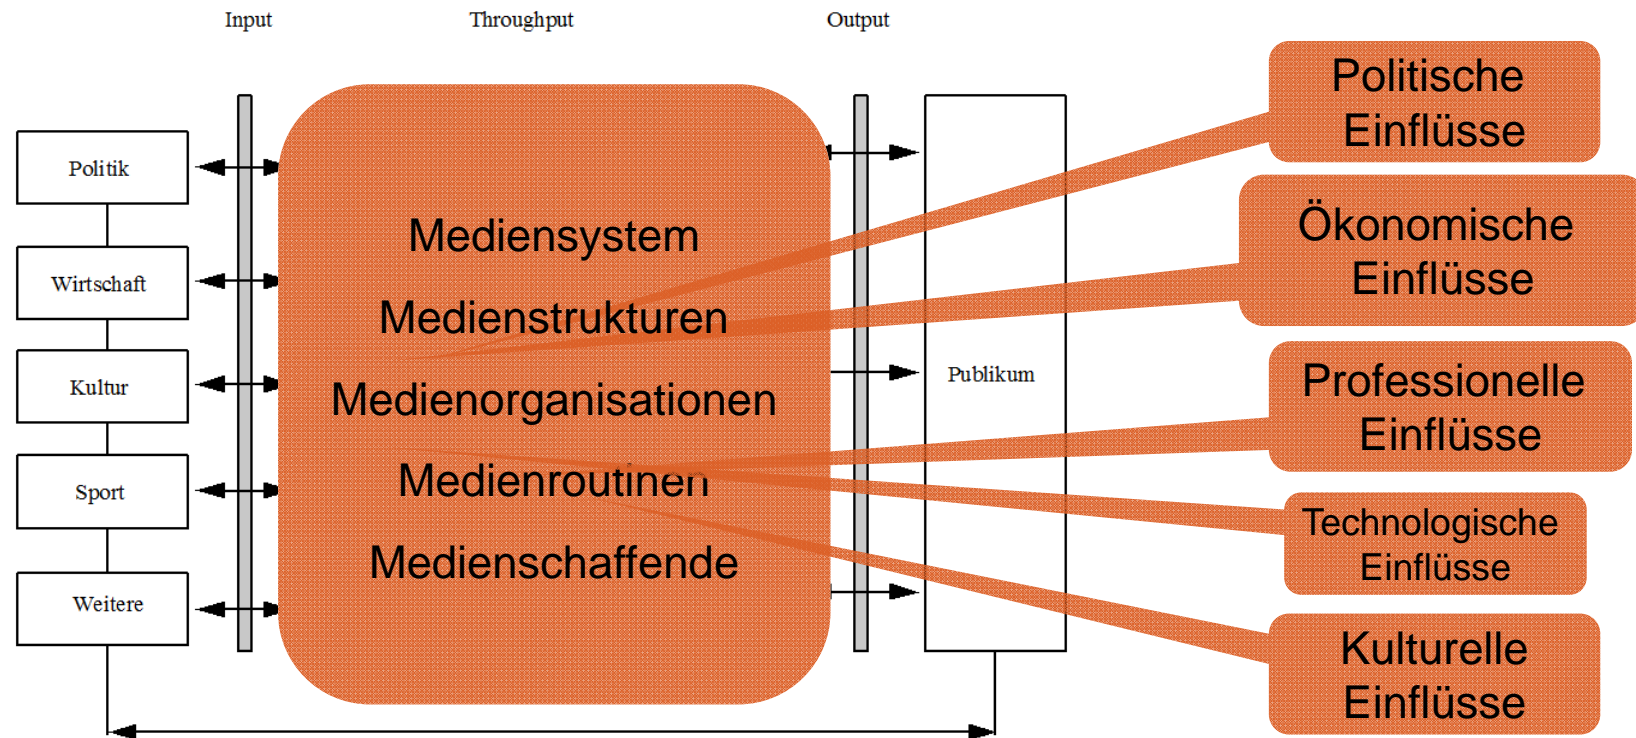 Input
Throughput
Output
Politik
Wirtschaft
Kultur
Sport
Weitere
Mediensystem
Medienstrukturen
Medienorganisationen
Medienroutinen
Medienschaffende
Publikum
Politische
Einflüsse
Ökonomische
Einflüsse
Professionelle
Einflüsse
Technologische
Einflüsse
Kulturelle
Einflüsse